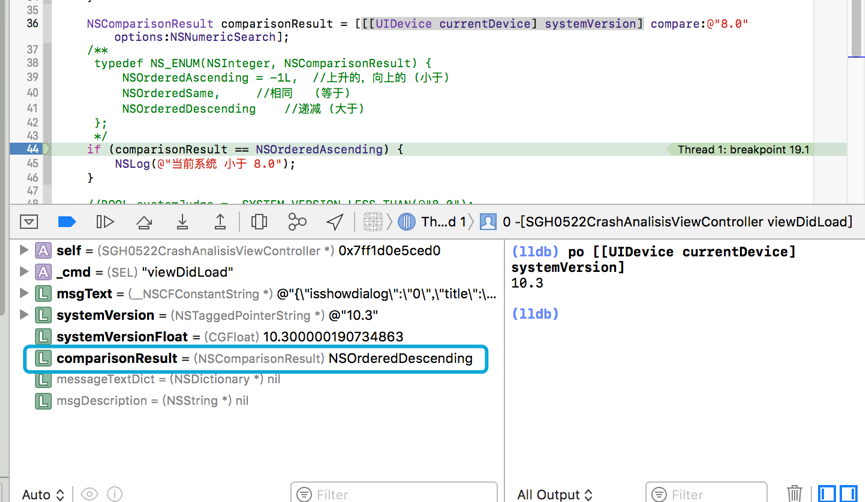 35
36 NSComparisonResult comparisonResult = [[[UIDevice currentDevice] systemVersion] compare:@"8.0"
options:NSNumericSearch];
37 /**
38 typedef NS_ENUM(NSInteger, NSComparisonResult) {
39 NSOrderedAscending = -1L, //上升的, 向上的 (小于)
40 NSOrderedSame, //相同 (等于)
41 NSOrderedDescending //递减 (大于)
42 };
43 */
44 if (comparisonResult == NSOrderedAscending) { Thread 1: breakpoint 19.1
45 NSLog(@"当前系统 小于 8.0");
46 }
47
Th...d 1 0 -[SGH0522CrashAnalisisViewController viewDidLoad]
A self = (SGH0522CrashAnalisisViewController *) 0x7ff1d0e5ced0
A _cmd = (SEL) "viewDidLoad"
L msgText = (__NSCFConstantString *) @"{\"isshowdialog\":\"0\",\"title\":\...
L systemVersion = (NSTaggedPointerString *) @"10.3"
L systemVersionFloat = (CGFloat) 10.300000190734863
L comparisonResult = (NSComparisonResult) NSOrderedDescending
L messageTextDict = (NSDictionary *) nil
L msgDescription = (NSString *) nil
Auto
Filter
(lldb) po [[UIDevice currentDevice]
systemVersion]
10.3
(lldb)
All Output
Filter